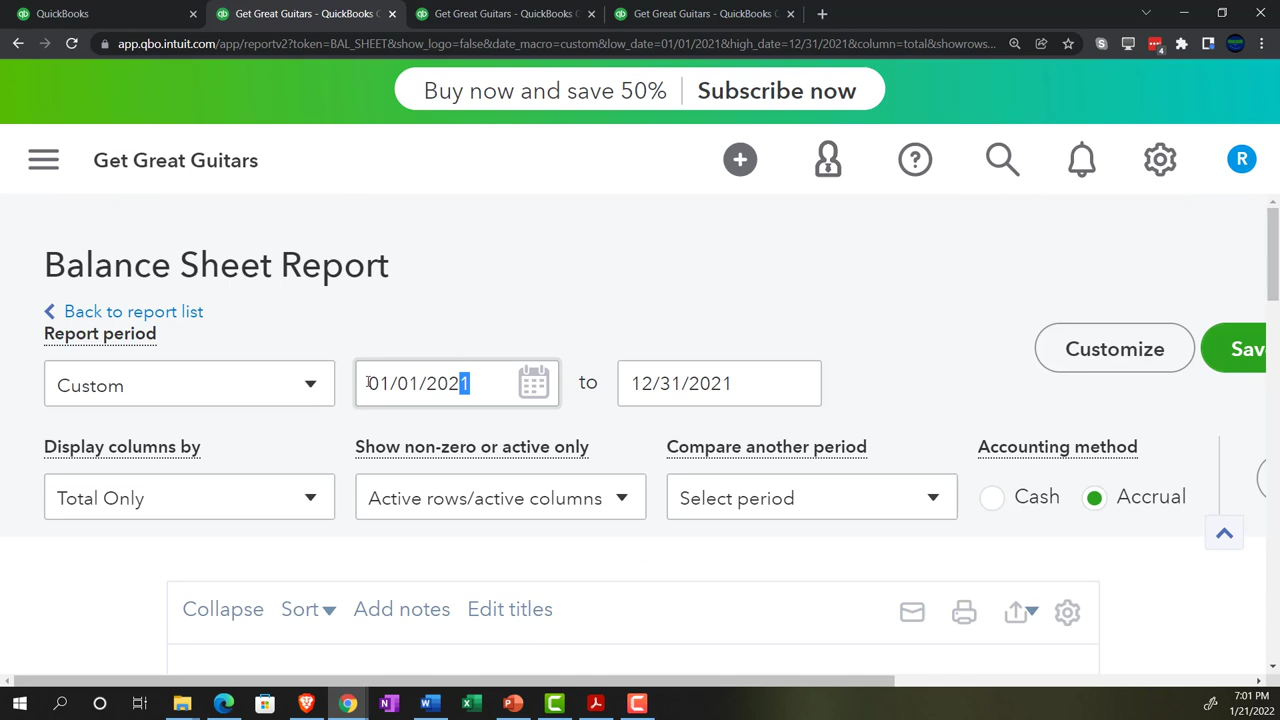 QuickBooks
Get Great Guitars - QuickBooks O
Get Great Guitars - QuickBooks O
Get Great Guitars - QuickBooks C
app.qbo.intuit.com/app/reportv2?token=BAL_SHEET&show_logo=false&date_macro=custom&low_date=01/01/2021&high_date=12/31/2021&column=total&showrows...
4
Buy now and save 50% Subscribe now
Get Great Guitars
R
Balance Sheet Report
Back to report list
Report period
Customize
Sav
Custom
01/01/2021
to
12/31/2021
Display columns by
Show non-zero or active only
Compare another period
Accounting method
Total Only
Active rows/active columns
Select period
Cash
Accrual
Collapse Sort Add notes Edit titles
7:01 PM
1/21/2022